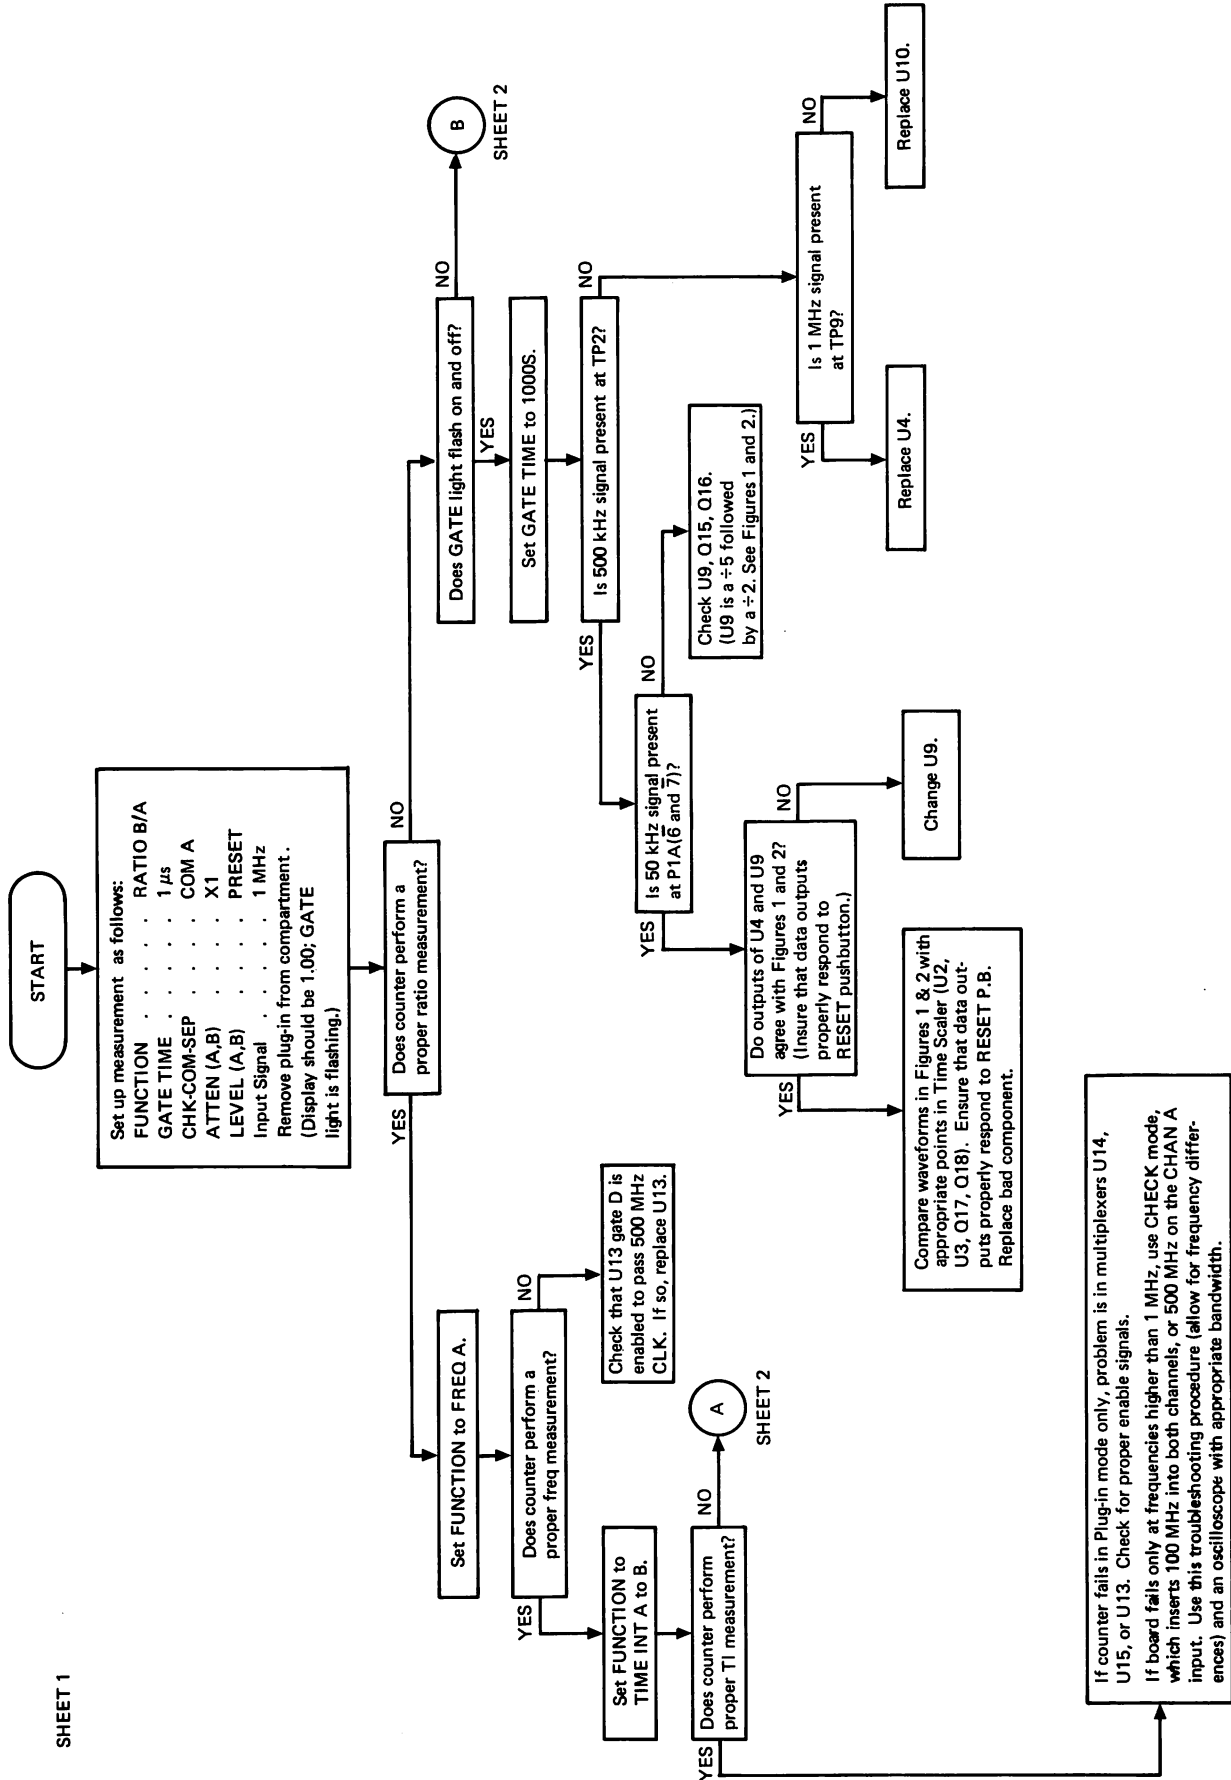 SHEET 1
START
Set up measurement as follows:
FUNCTION . . . . . RATIO B/A
GATE TIME . . . . . 1 μs
CHK-COM-SEP . . . . COM A
ATTEN (A,B) . . . . X1
LEVEL (A,B) . . . . PRESET
Input Signal . . . . . 1 MHz
Remove plug-in from compartment.
(Display should be 1.00; GATE
light is flashing.)
Does counter perform a
proper ratio measurement?
YES
NO
Set FUNCTION to FREQ A.
Does counter perform a
proper freq measurement?
YES
NO
Check that U13 gate D is
enabled to pass 500 MHz
CLK. If so, replace U13.
Set FUNCTION to
TIME INT A to B.
Does counter perform
proper TI measurement?
YES
NO
A
SHEET 2
If counter fails in Plug-in mode only, problem is in multiplexers U14,
U15, or U13. Check for proper enable signals.
If board fails only at frequencies higher than 1 MHz, use CHECK mode,
which inserts 100 MHz into both channels, or 500 MHz on the CHAN A
input. Use this troubleshooting procedure (allow for frequency differ-
ences) and an oscilloscope with appropriate bandwidth.
Does GATE light flash on and off?
NO
B
SHEET 2
YES
Set GATE TIME to 1000S.
Is 500 kHz signal present at TP2?
YES
NO
Is 50 kHz signal present
at P1A(6̅ and 7̅)?
YES
NO
Check U9, Q15, Q16.
(U9 is a ÷5 followed
by a ÷2. See Figures 1 and 2.)
Do outputs of U4 and U9
agree with Figures 1 and 2?
(Insure that data outputs
properly respond to
RESET pushbutton.)
YES
NO
Change U9.
Compare waveforms in Figures 1 & 2 with
appropriate points in Time Scaler (U2,
U3, Q17, Q18). Ensure that data out-
puts properly respond to RESET P.B.
Replace bad component.
Is 1 MHz signal present
at TP9?
YES
NO
Replace U4.
Replace U10.